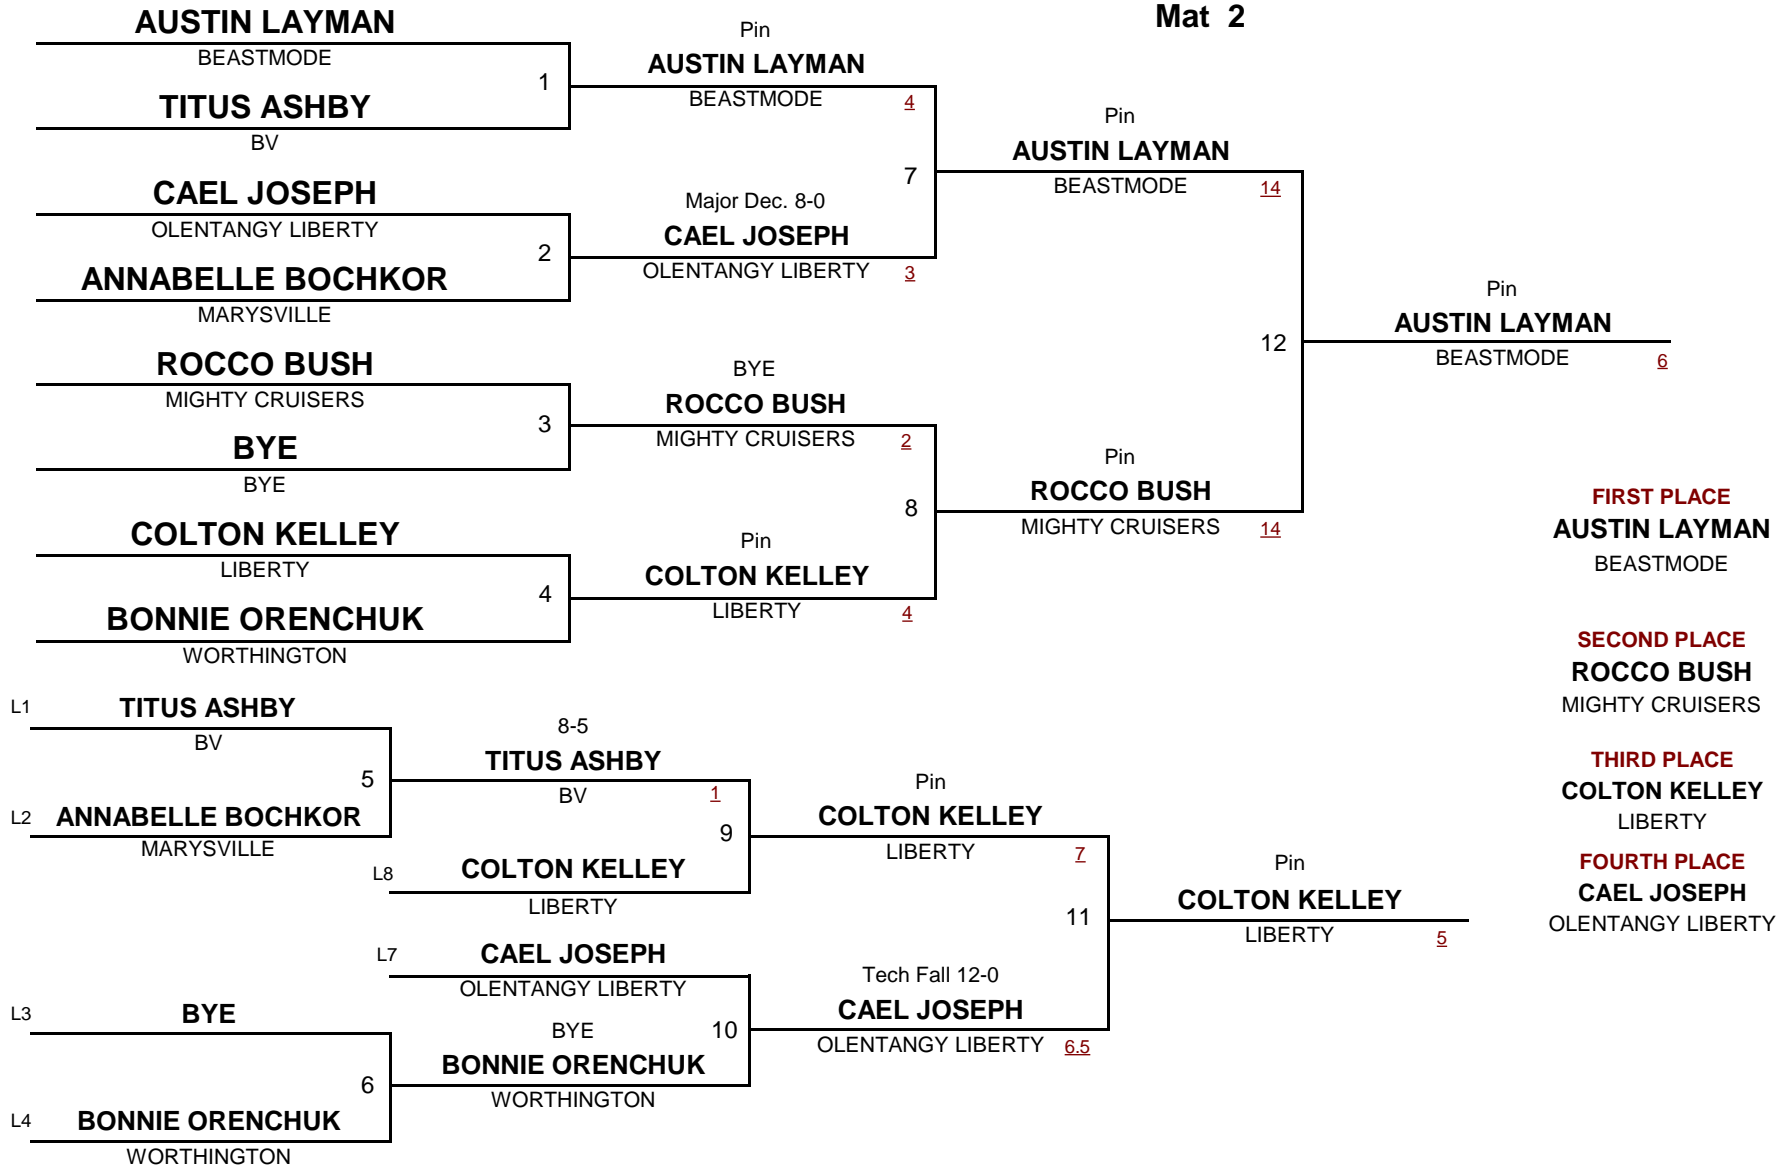 Mat 2
AUSTIN LAYMAN
BEASTMODE
1
TITUS ASHBY
BV
CAEL JOSEPH
OLENTANGY LIBERTY
2
ANNABELLE BOCHKOR
MARYSVILLE
ROCCO BUSH
MIGHTY CRUISERS
3
BYE
BYE
COLTON KELLEY
LIBERTY
4
BONNIE ORENCHUK
WORTHINGTON
Pin
AUSTIN LAYMAN
BEASTMODE 4
7
Major Dec. 8-0
CAEL JOSEPH
OLENTANGY LIBERTY 3
BYE
ROCCO BUSH
MIGHTY CRUISERS 2
8
Pin
COLTON KELLEY
LIBERTY 4
Pin
AUSTIN LAYMAN
BEASTMODE 14
12
Pin
ROCCO BUSH
MIGHTY CRUISERS 14
Pin
AUSTIN LAYMAN
BEASTMODE 6
FIRST PLACE
AUSTIN LAYMAN
BEASTMODE
SECOND PLACE
ROCCO BUSH
MIGHTY CRUISERS
THIRD PLACE
COLTON KELLEY
LIBERTY
FOURTH PLACE
CAEL JOSEPH
OLENTANGY LIBERTY
L1 TITUS ASHBY
BV
5
L2 ANNABELLE BOCHKOR
MARYSVILLE
L3 BYE
6
L4 BONNIE ORENCHUK
WORTHINGTON
8-5
TITUS ASHBY
BV 1
9
L8 COLTON KELLEY
LIBERTY
L7 CAEL JOSEPH
OLENTANGY LIBERTY
10
BYE
BONNIE ORENCHUK
WORTHINGTON
Pin
COLTON KELLEY
LIBERTY 7
11
Tech Fall 12-0
CAEL JOSEPH
OLENTANGY LIBERTY 6.5
Pin
COLTON KELLEY
LIBERTY 5